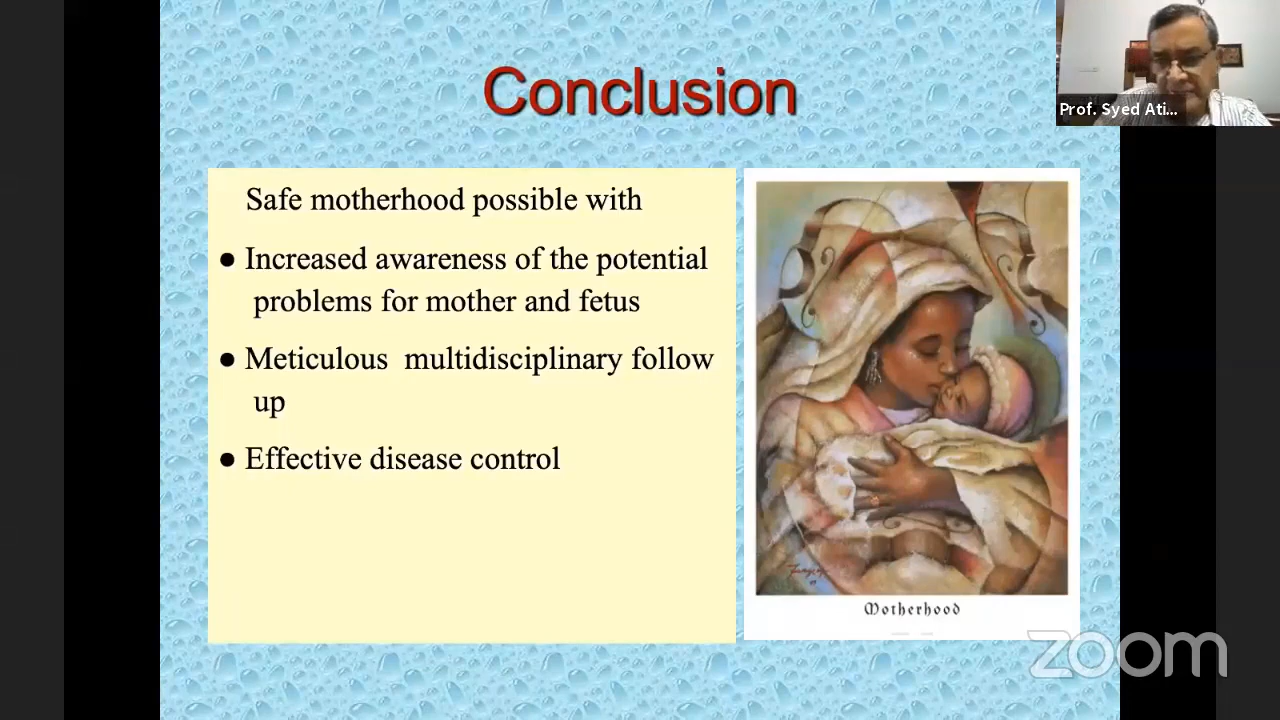 Conclusion
Prof. Syed Ati...
Safe motherhood possible with
● Increased awareness of the potential
problems for mother and fetus
● Meticulous multidisciplinary follow
up
● Effective disease control
Motherhood
zoom